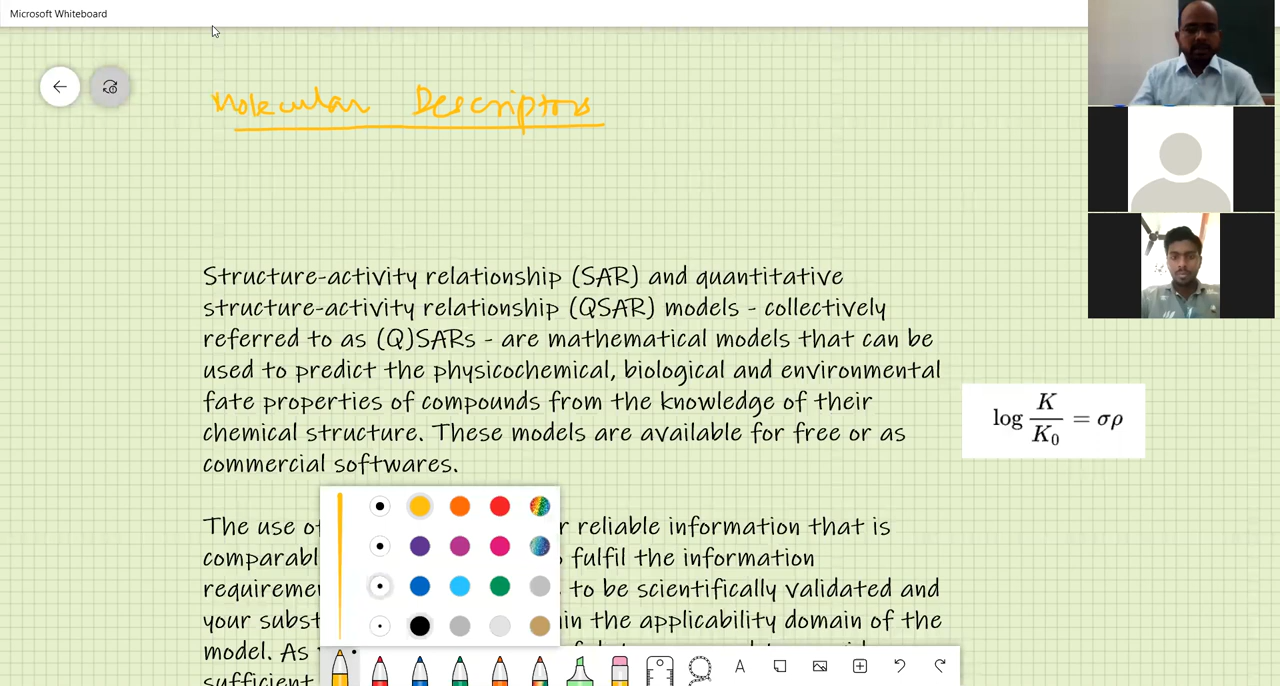 Microsoft Whiteboard
Molecular Descriptors
Structure-activity relationship (SAR) and quantitative
structure-activity relationship (QSAR) models - collectively
referred to as (Q)SARs - are mathematical models that can be
used to predict the physicochemical, biological and environmental
fate properties of compounds from the knowledge of their
chemical structure. These models are available for free or as
commercial softwares.
log K/K₀ = σρ
The use of r reliable information that is
comparabl fulfil the information
requiremen to be scientifically validated and
your subst in the applicability domain of the
model. As
sufficient
A